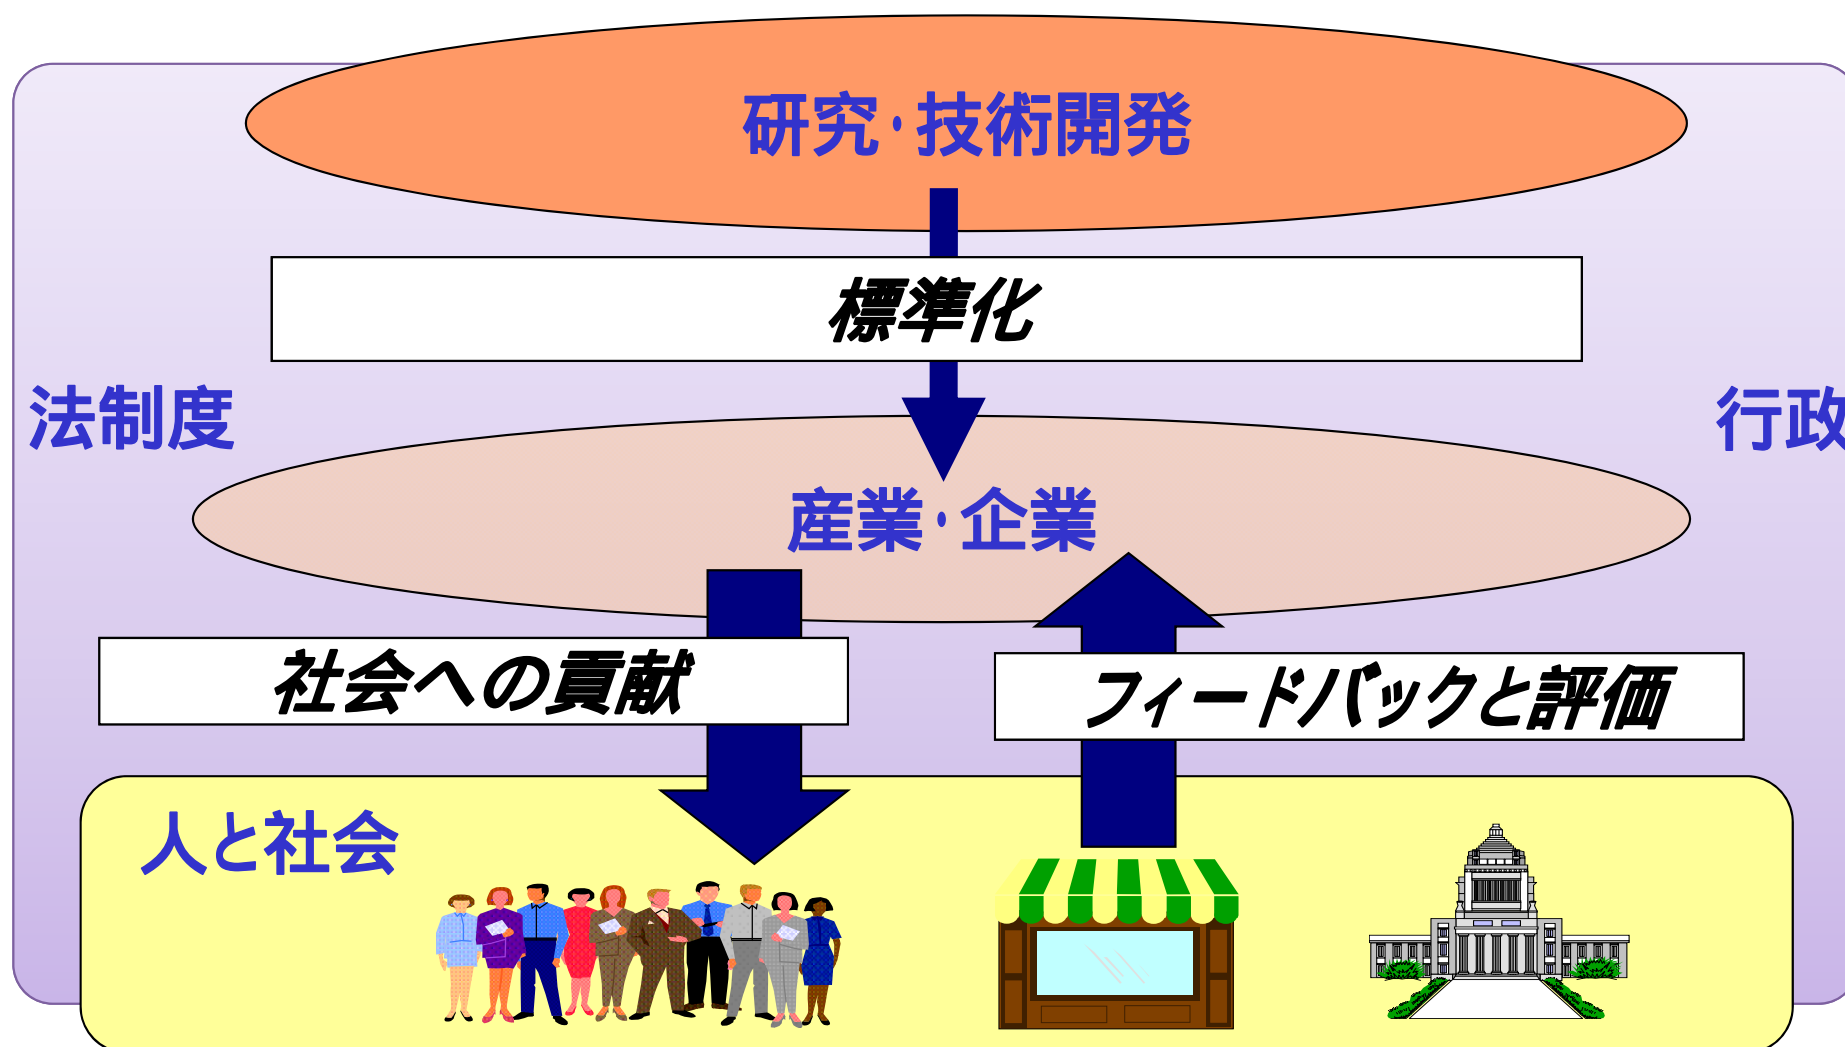 研究・技術開発
標準化
法制度
行政
産業・企業
社会への貢献
フィードバックと評価
人と社会